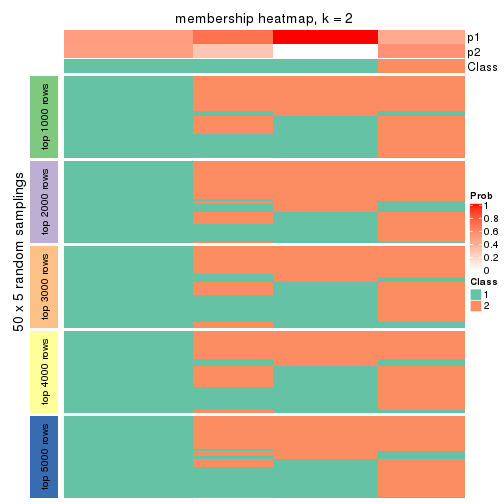 membership heatmap, k = 2
p1
p2
Class
50 x 5 random samplings
top 1000 rows
top 2000 rows
top 3000 rows
top 4000 rows
top 5000 rows
Prob
1
0.8
0.6
0.4
0.2
0
Class
1
2